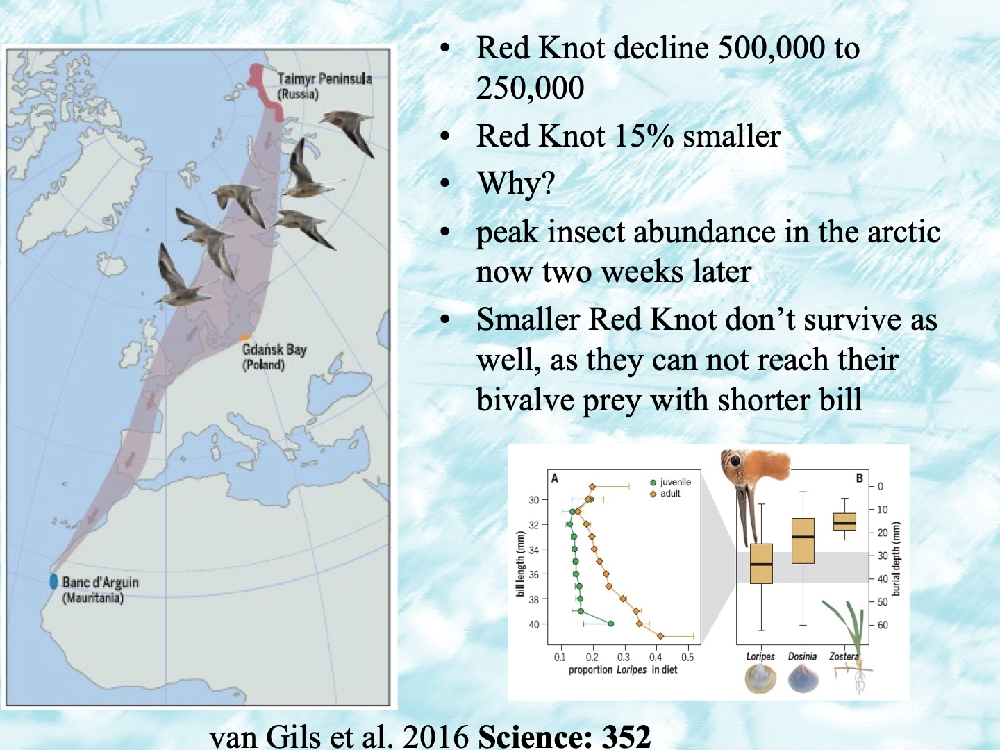 • Red Knot decline 500,000 to
250,000
• Red Knot 15% smaller
• Why?
• peak insect abundance in the arctic
now two weeks later
• Smaller Red Knot don’t survive as
well, as they can not reach their
bivalve prey with shorter bill
Taimyr Peninsula
(Russia)
Gdańsk Bay
(Poland)
Banc d'Arguin
(Mauritania)
A
juvenile
adult
30
32
34
36
38
40
bill length (mm)
0.1 0.2 0.3 0.4 0.5
proportion Loripes in diet
B
0
10
20
30
40
50
60
burial depth (mm)
Loripes Dosinia Zostera
van Gils et al. 2016 Science: 352